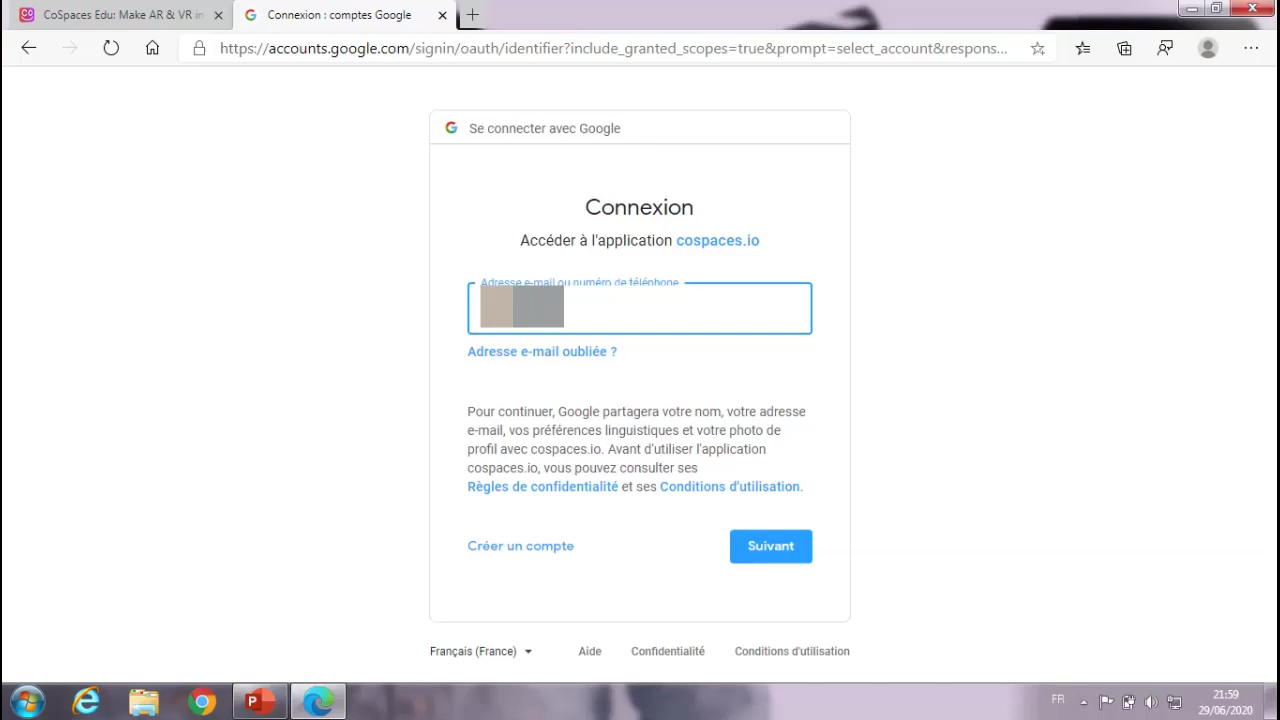 CoSpaces Edu: Make AR & VR in
Connexion : comptes Google
https://accounts.google.com/signin/oauth/identifier?include_granted_scopes=true&prompt=select_account&respons...
Se connecter avec Google
Connexion
Accéder à l'application cospaces.io
Adresse e-mail ou numéro de téléphone
Adresse e-mail oubliée ?
Pour continuer, Google partagera votre nom, votre adresse
e-mail, vos préférences linguistiques et votre photo de
profil avec cospaces.io. Avant d'utiliser l'application
cospaces.io, vous pouvez consulter ses
Règles de confidentialité et ses Conditions d'utilisation.
Créer un compte
Suivant
Français (France)
Aide
Confidentialité
Conditions d'utilisation
FR
21:59
29/06/2020